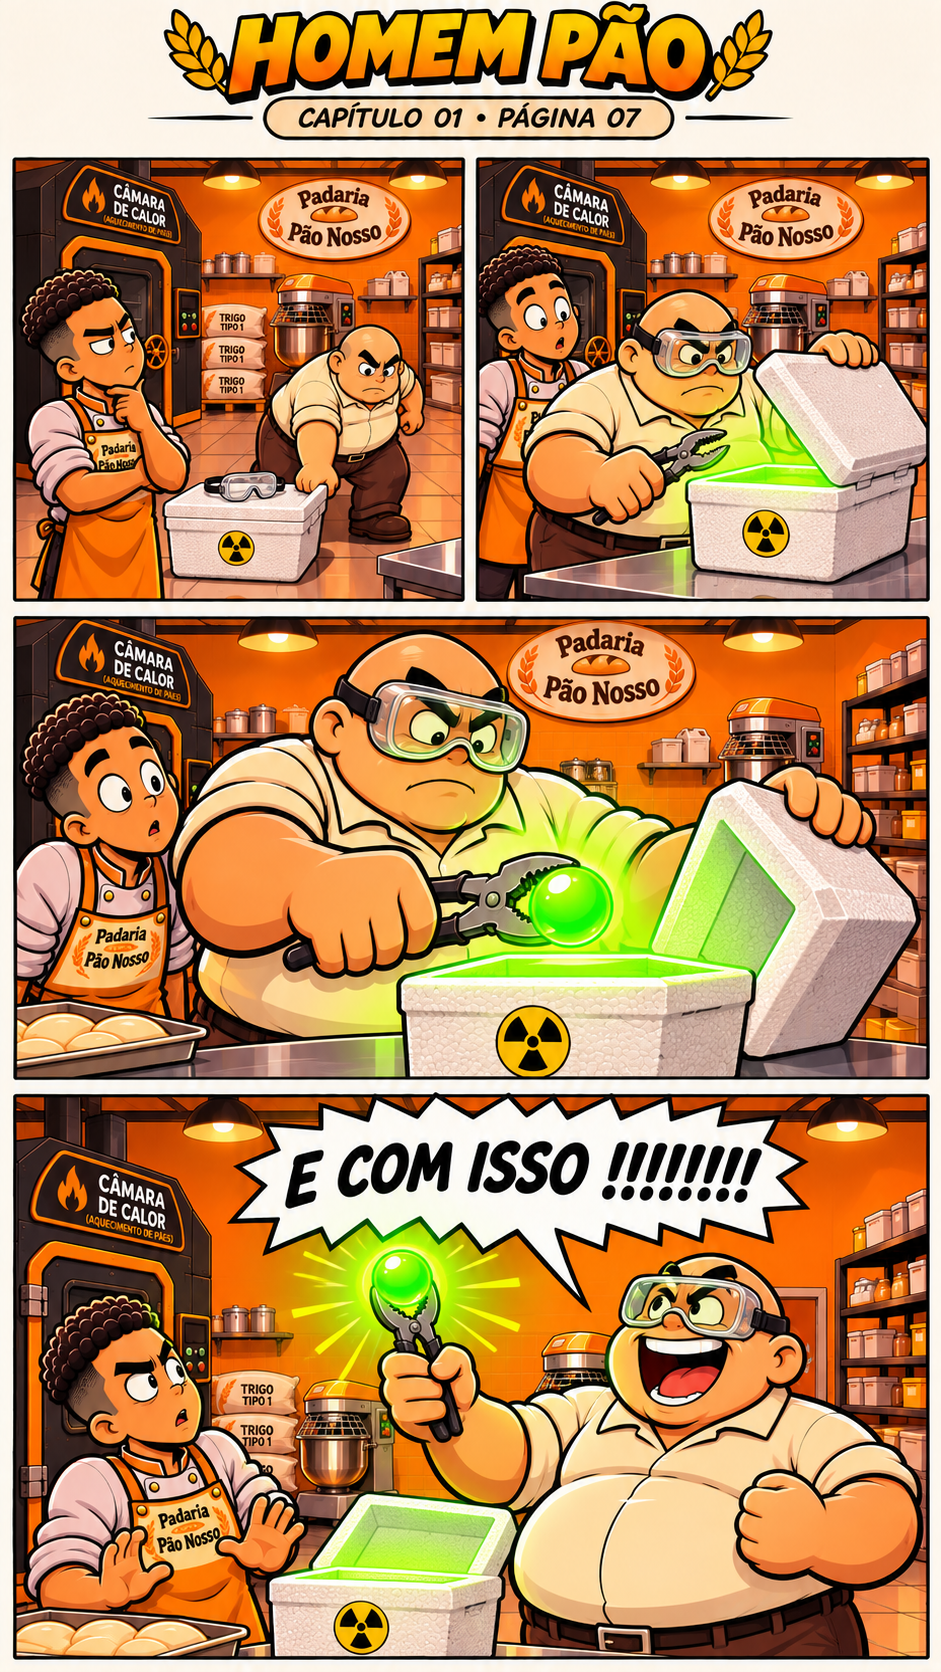 HOMEM PÃO
CAPÍTULO 01 • PÁGINA 07
CÂMARA
DE CALOR
(AQUECIMENTO DE PÃES)
Padaria
Pão Nosso
TRIGO
TIPO 1
TRIGO
TIPO 1
TRIGO
TIPO 1
Padaria
Pão Nosso
CÂMARA
DE CALOR
(AQUECIMENTO DE PÃES)
Padaria
Pão Nosso
CÂMARA
DE CALOR
(AQUECIMENTO DE PÃES)
Padaria
Pão Nosso
Padaria
Pão Nosso
E COM ISSO !!!!!!!!
CÂMARA
DE CALOR
(AQUECIMENTO DE PÃES)
TRIGO
TIPO 1
TRIGO
TIPO 1
Padaria
Pão Nosso